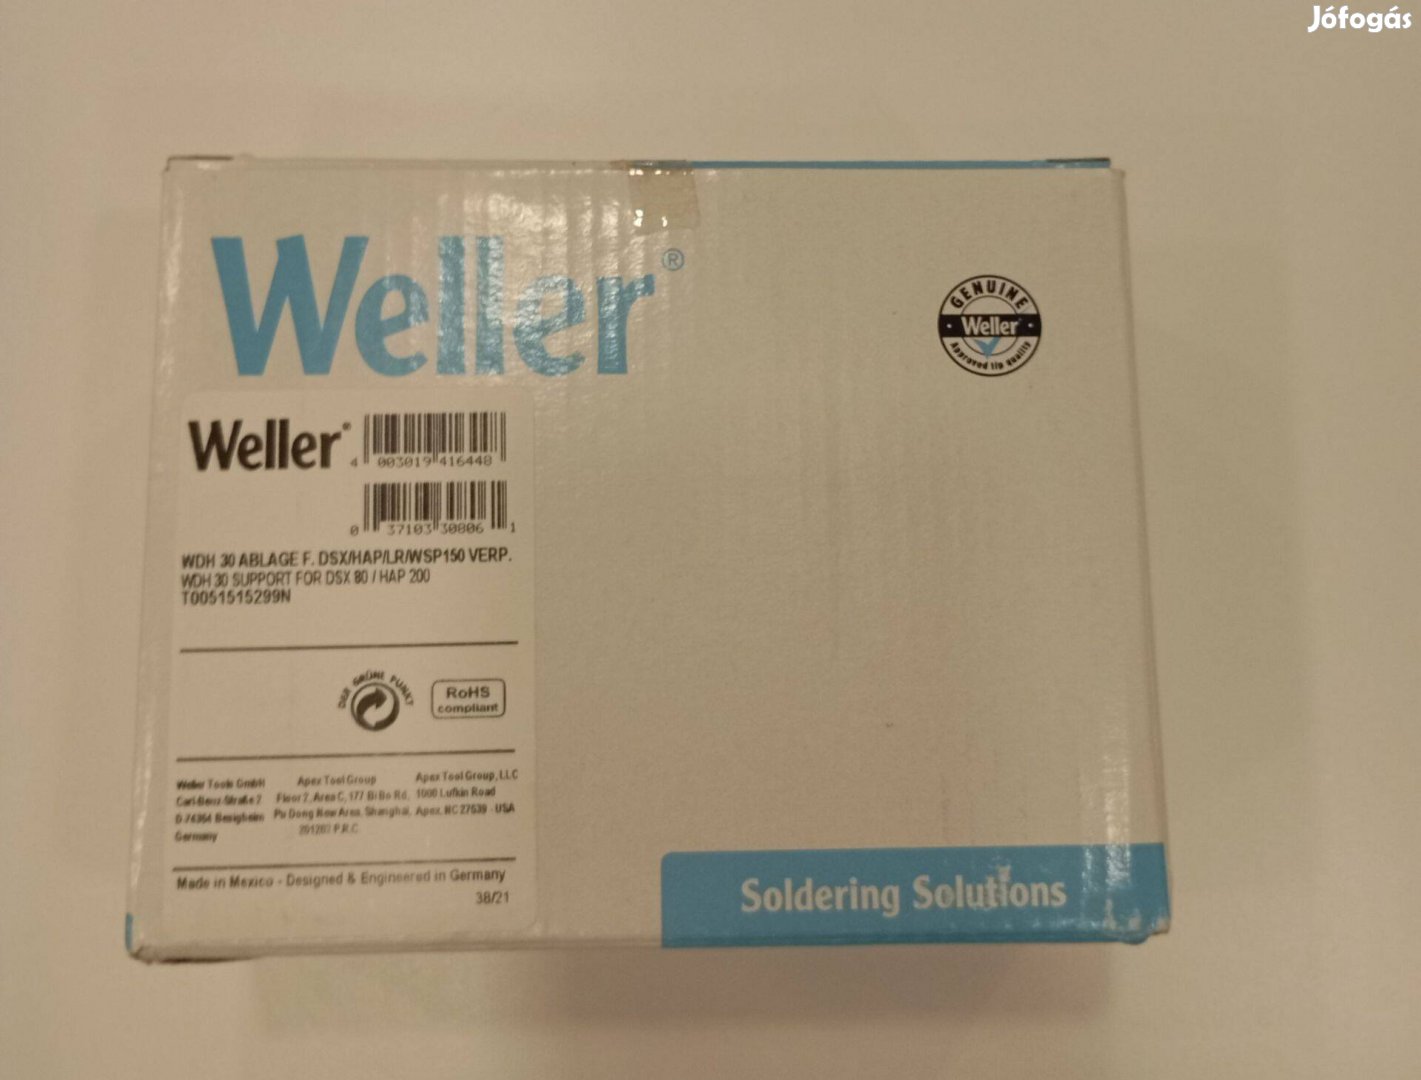 Jófogás
Weller®
GENUINE
Weller
Approved tip quality
Weller®
4 003019 416448
0 37103 30806 1
WDH 30 ABLAGE F. DSX/HAP/LR/WSP150 VERP.
WDH 30 SUPPORT FOR DSX 80 / HAP 200
T0051515299N
DER GRÜNE PUNKT
RoHS
compliant
Weller Tools GmbH
Carl-Benz-Straße 2
D-74354 Besigheim
Germany
Apex Tool Group
Floor 2, Area C, 177 Bi Bo Rd,
Pu Dong New Area, Shanghai,
201203 P.R.C.
Apex Tool Group, LLC
1000 Lufkin Road
Apex, NC 27539 - USA
Made in Mexico - Designed & Engineered in Germany
38/21
Soldering Solutions